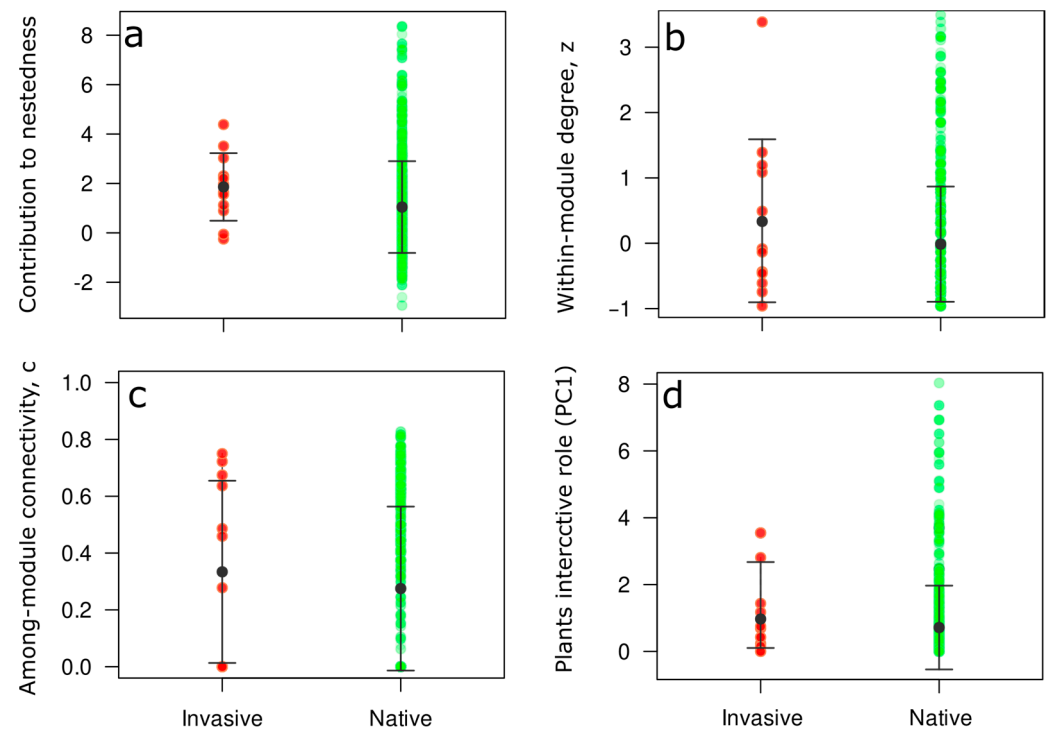 Contribution to nestedness
8
6
4
2
0
-2
a
Within-module degree, z
3
2
1
0
−1
b
Among-module connectivity, c
1.0
0.8
0.6
0.4
0.2
0.0
c
Invasive
Native
Plants intercctive role (PC1)
8
6
4
2
0
d
Invasive
Native